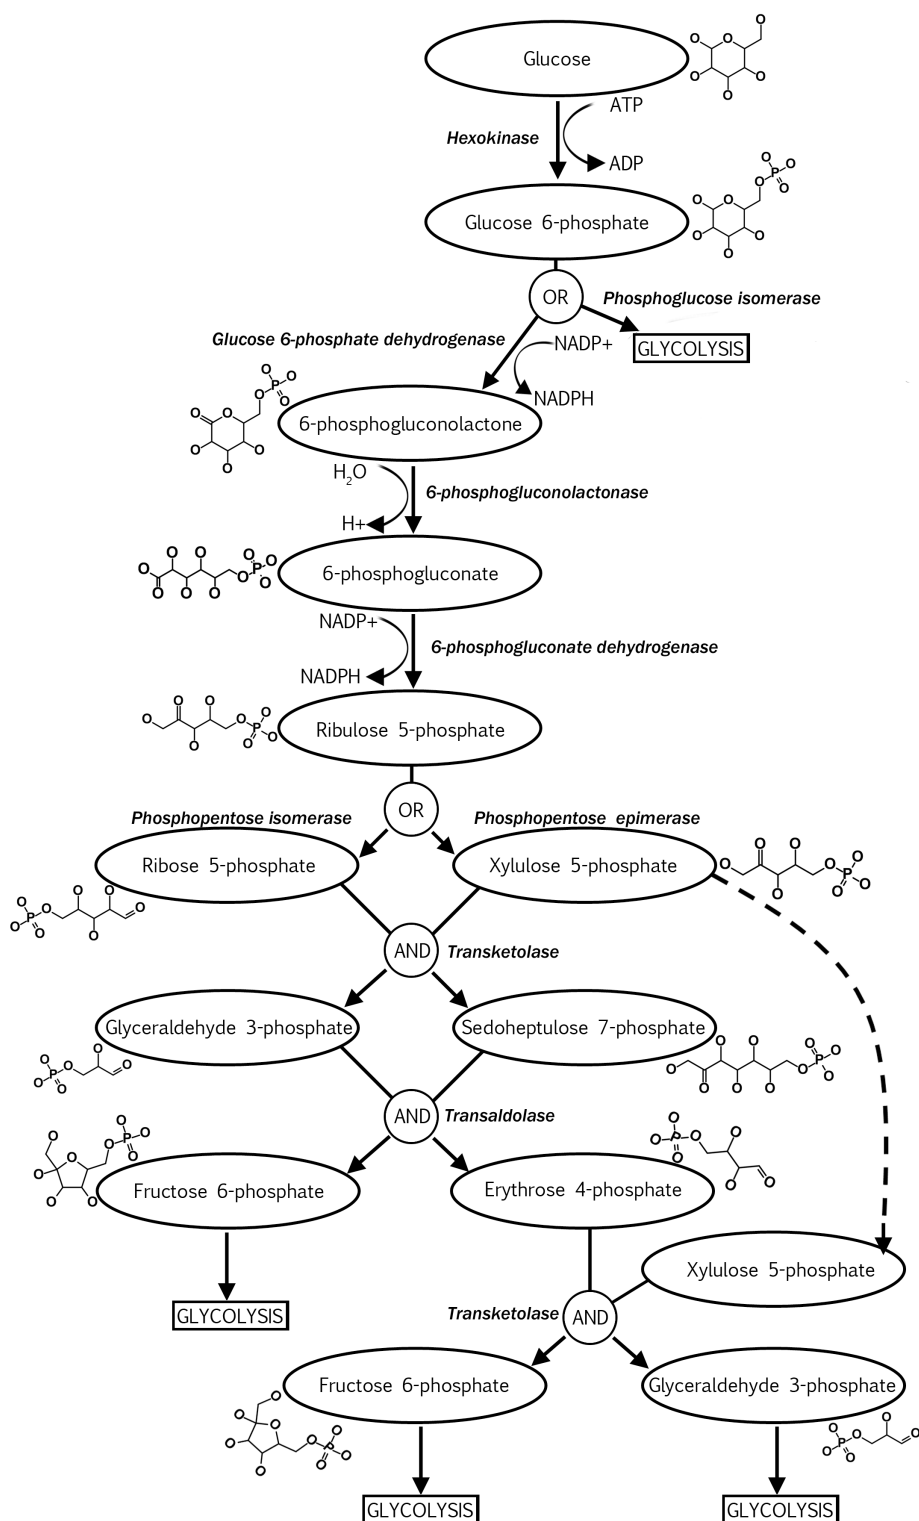 Glucose
ATP
Hexokinase
ADP
Glucose 6-phosphate
OR
Phosphoglucose isomerase
Glucose 6-phosphate dehydrogenase
NADP+
GLYCOLYSIS
NADPH
6-phosphogluconolactone
H₂O
6-phosphogluconolactonase
H+
6-phosphogluconate
NADP+
6-phosphogluconate dehydrogenase
NADPH
Ribulose 5-phosphate
OR
Phosphopentose isomerase
Phosphopentose epimerase
Ribose 5-phosphate
Xylulose 5-phosphate
AND
Transketolase
Glyceraldehyde 3-phosphate
Sedoheptulose 7-phosphate
AND
Transaldolase
Fructose 6-phosphate
Erythrose 4-phosphate
Xylulose 5-phosphate
GLYCOLYSIS
Transketolase
AND
Fructose 6-phosphate
Glyceraldehyde 3-phosphate
GLYCOLYSIS
GLYCOLYSIS